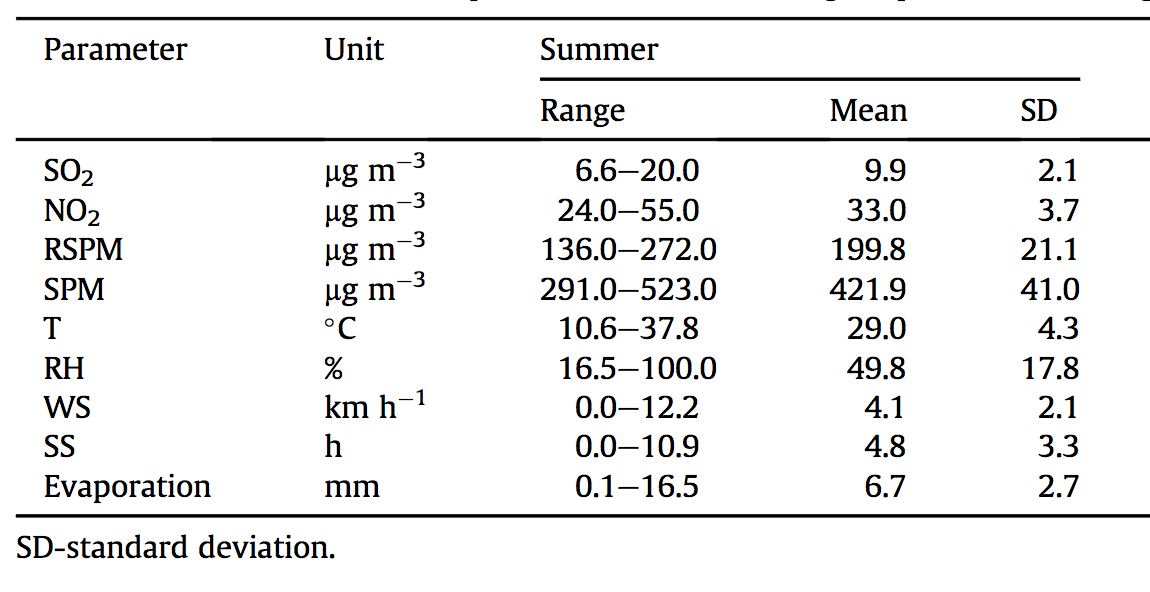 Parameter Unit Summer
Range Mean SD
SO₂ μg m⁻³ 6.6–20.0 9.9 2.1
NO₂ μg m⁻³ 24.0–55.0 33.0 3.7
RSPM μg m⁻³ 136.0–272.0 199.8 21.1
SPM μg m⁻³ 291.0–523.0 421.9 41.0
T °C 10.6–37.8 29.0 4.3
RH % 16.5–100.0 49.8 17.8
WS km h⁻¹ 0.0–12.2 4.1 2.1
SS h 0.0–10.9 4.8 3.3
Evaporation mm 0.1–16.5 6.7 2.7
SD-standard deviation.